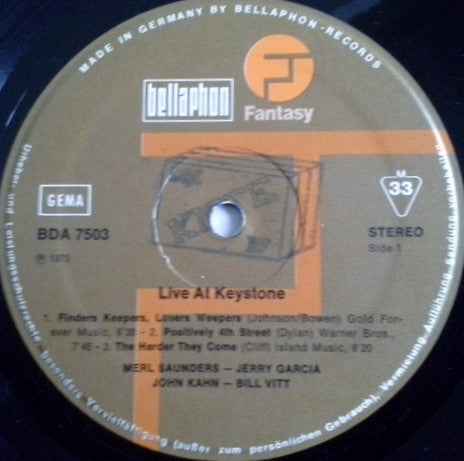 MADE IN GERMANY BY BELLAPHON-RECORDS
bellaphon
Fantasy
GEMA
M
33
BDA 7503
STEREO
℗ 1973
Side 1
Live At Keystone
1. Finders Keepers, Losers Weepers (Johnson/Bowen) Gold For-
ever Music, 6'38 - 2. Positively 4th Street (Dylan) Warner Bros.,
7'45 - 3. The Harder They Come (Cliff) Island Music, 6'20
MERL SAUNDERS - JERRY GARCIA
JOHN KAHN - BILL VITT
Urheber- und Leistungsschutzrechte - besonders Vervielfältigung (außer zum persönlichen Gebrauch), Vermietung, Aufführung, Sendung